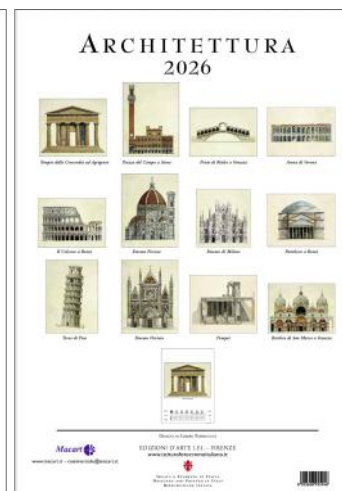 ARCHITETTURA
2026
Tempio della Concordia ad Agrigento
Piazza del Campo a Siena
Ponte di Rialto a Venezia
Arena di Verona
Il Colosseo a Roma
Duomo Firenze
Duomo di Milano
Pantheon a Roma
Torre di Pisa
Duomo Orvieto
Pompei
Basilica di San Marco a Venezia
Macart
EDIZIONI D'ARTE I.F.I. – FIRENZE